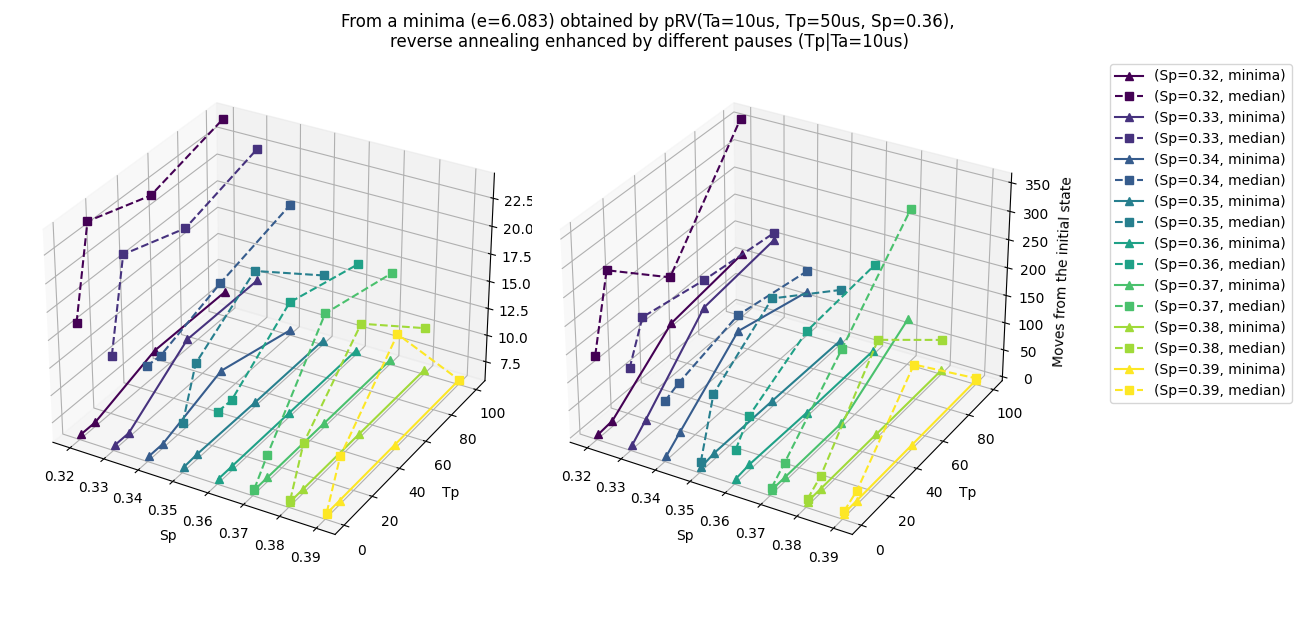 From a minima (e=6.083) obtained by pRV(Ta=10us, Tp=50us, Sp=0.36),
reverse annealing enhanced by different pauses (Tp|Ta=10us)
22.5
20.0
17.5
15.0
12.5
10.0
7.5
100
80
60
40
20
0
Tp
0.32
0.33
0.34
0.35
0.36
0.37
0.38
0.39
Sp
350
300
250
200
150
100
50
0
Moves from the initial state
100
80
60
40
20
0
Tp
0.32
0.33
0.34
0.35
0.36
0.37
0.38
0.39
Sp
(Sp=0.32, minima)
(Sp=0.32, median)
(Sp=0.33, minima)
(Sp=0.33, median)
(Sp=0.34, minima)
(Sp=0.34, median)
(Sp=0.35, minima)
(Sp=0.35, median)
(Sp=0.36, minima)
(Sp=0.36, median)
(Sp=0.37, minima)
(Sp=0.37, median)
(Sp=0.38, minima)
(Sp=0.38, median)
(Sp=0.39, minima)
(Sp=0.39, median)